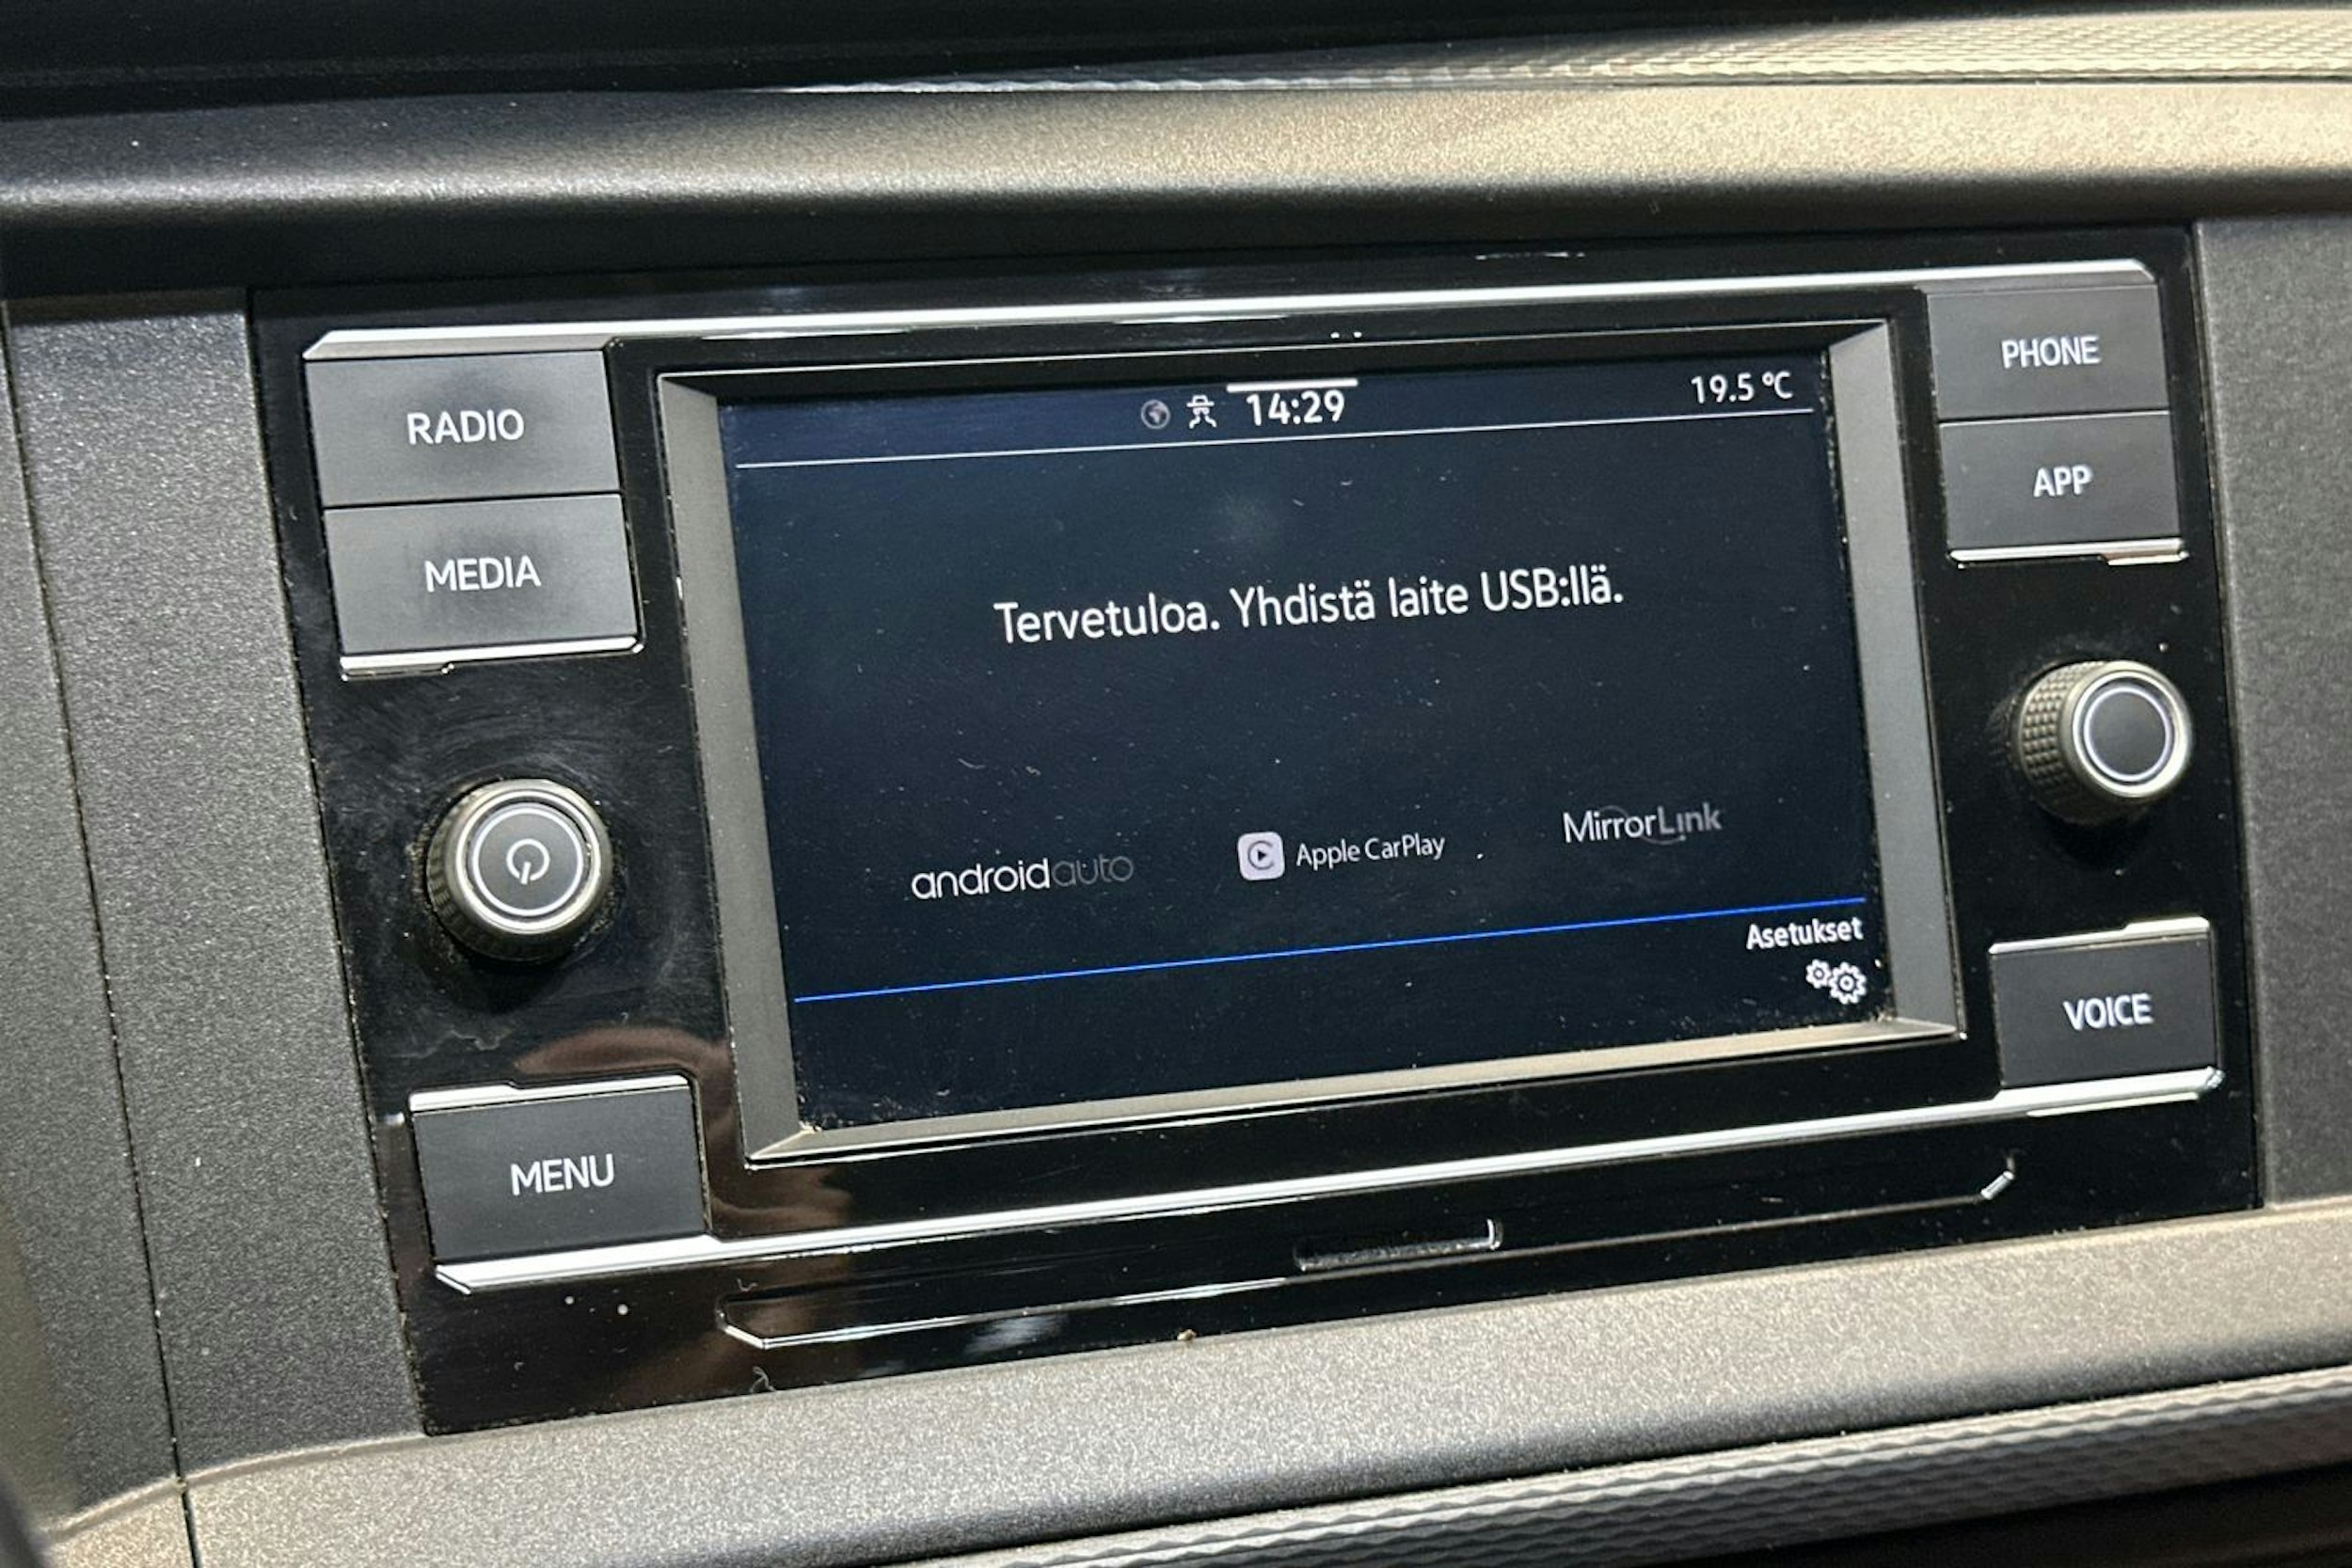 RADIO
MEDIA
MENU
14:29
19.5 °C
Tervetuloa. Yhdistä laite USB:llä.
androidauto
Apple CarPlay
MirrorLink
Asetukset
PHONE
APP
VOICE